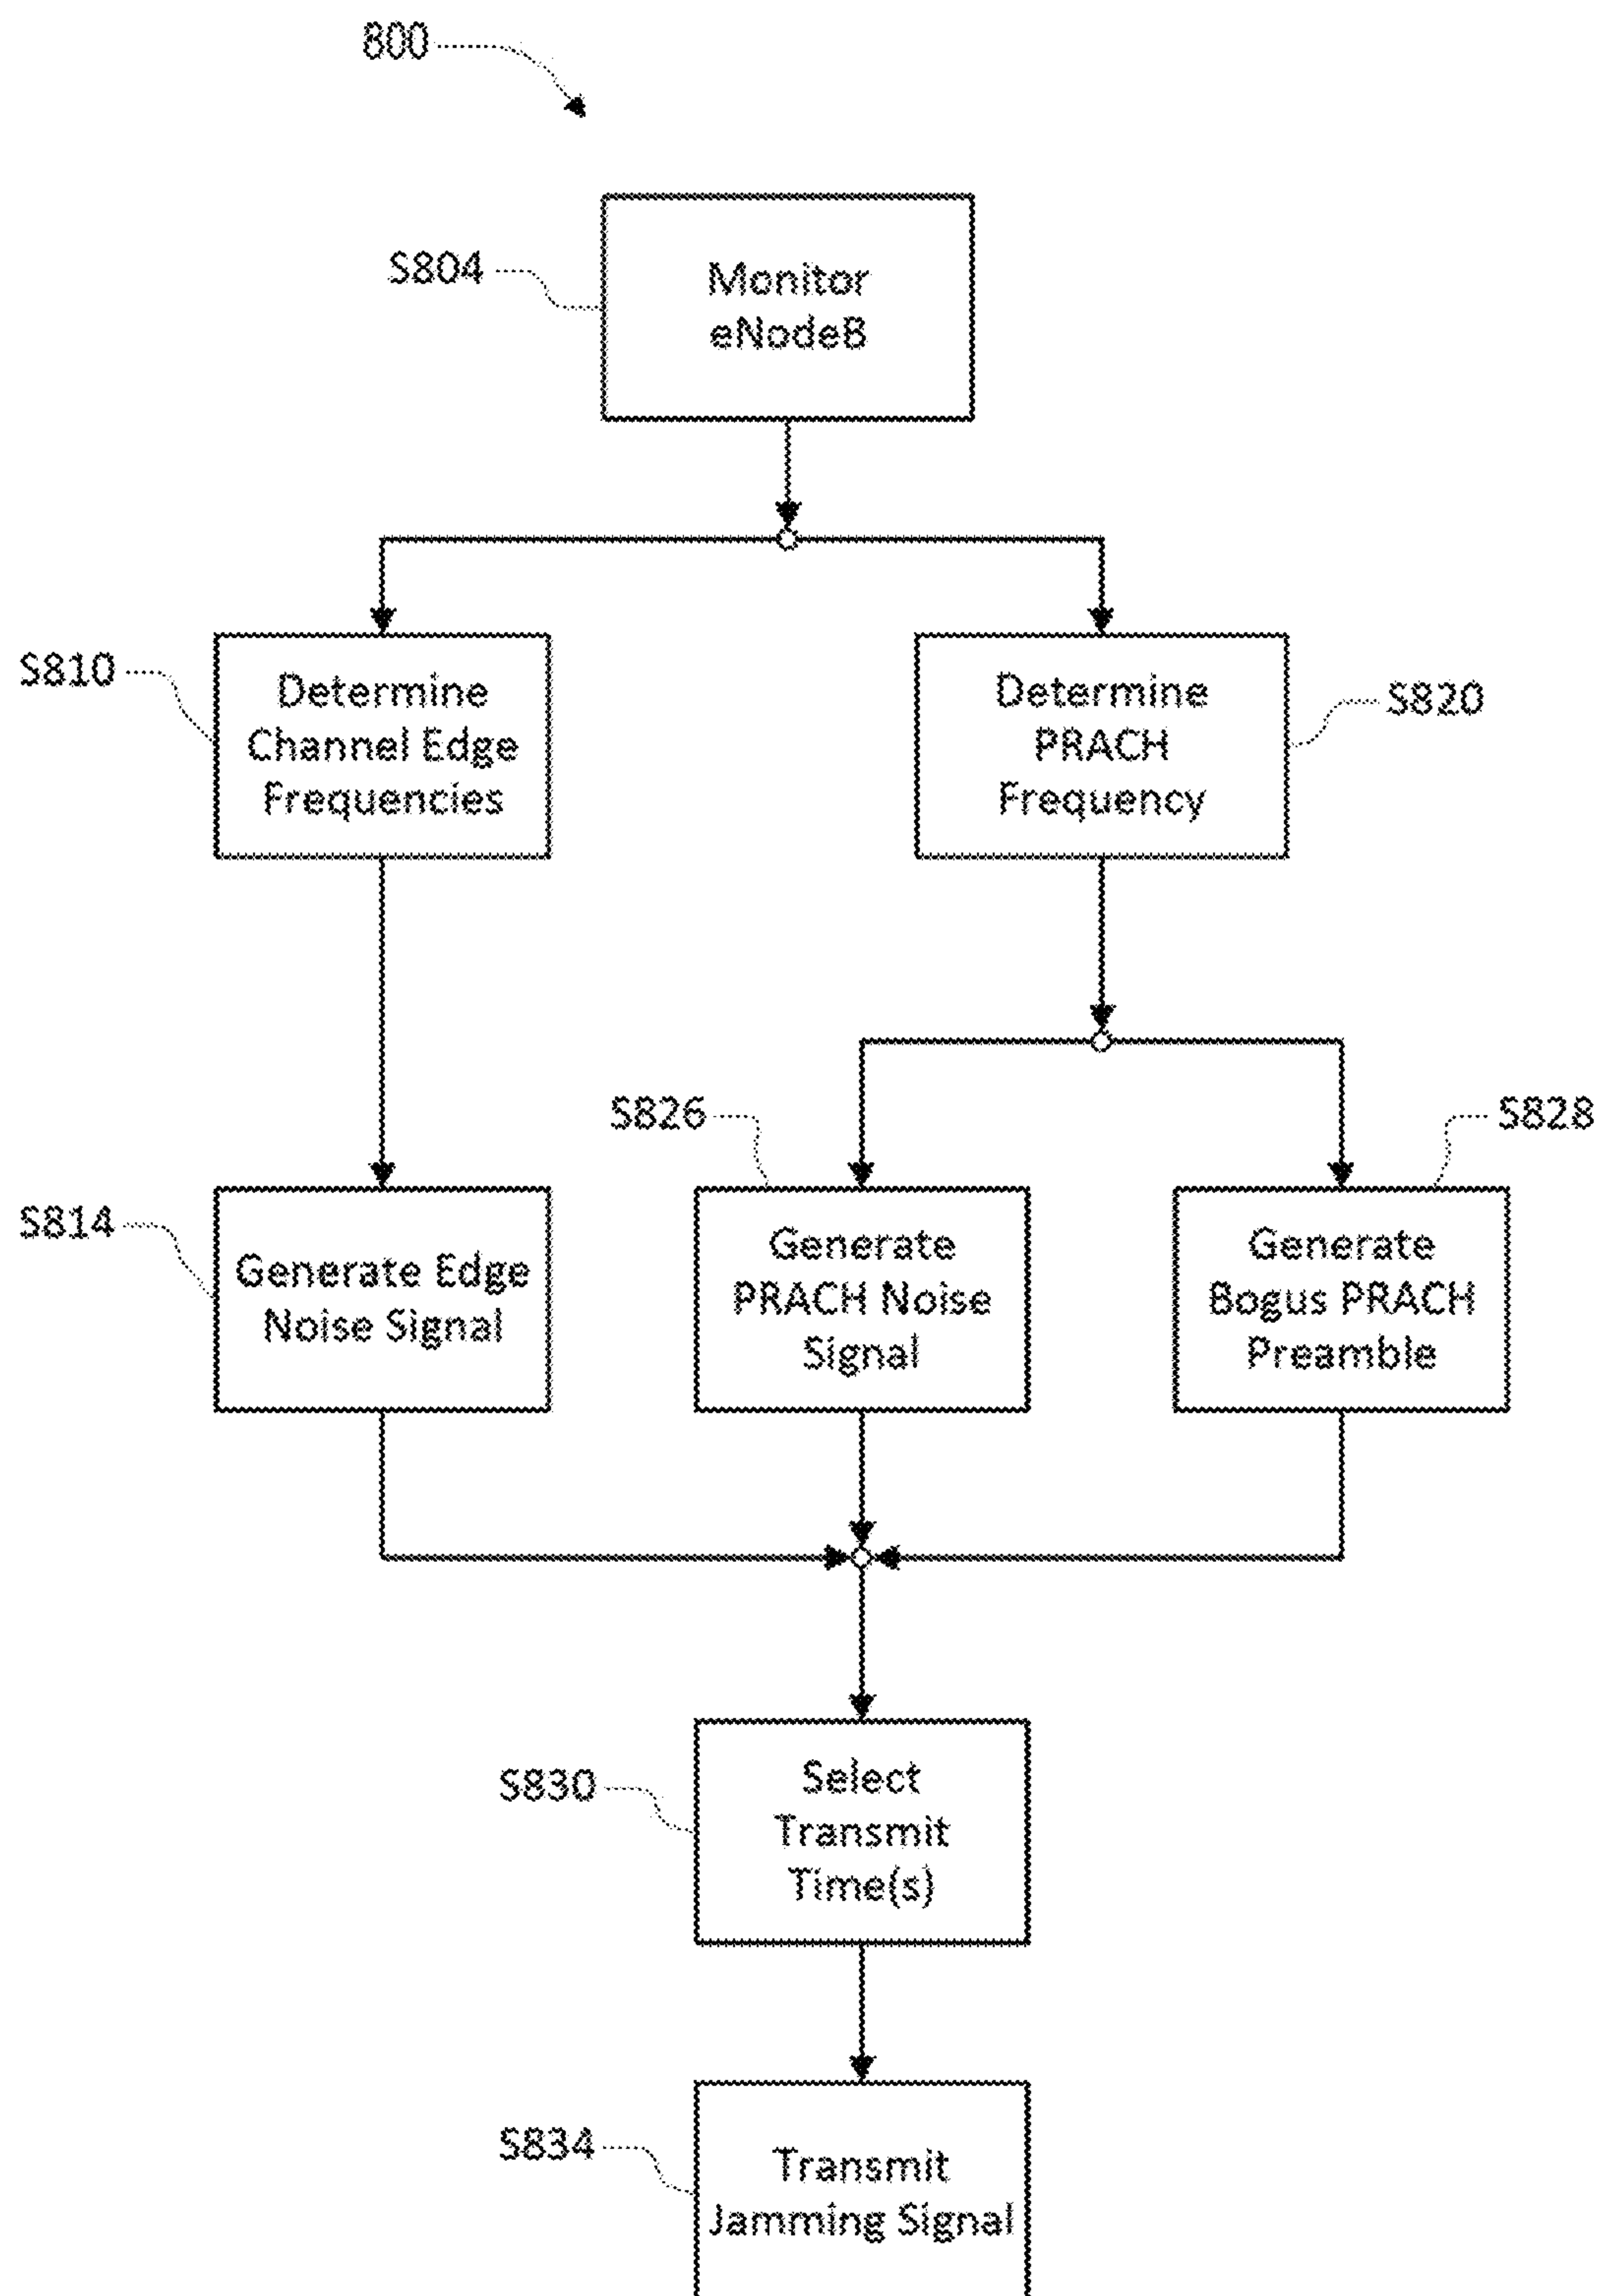 800
S804
Monitor
eNodeB
S810
Determine
Channel Edge
Frequencies
Determine
PRACH
Frequency
S820
S826
S828
S814
Generate Edge
Noise Signal
Generate
PRACH Noise
Signal
Generate
Bogus PRACH
Preamble
S830
Select
Transmit
Time(s)
S834
Transmit
Jamming Signal